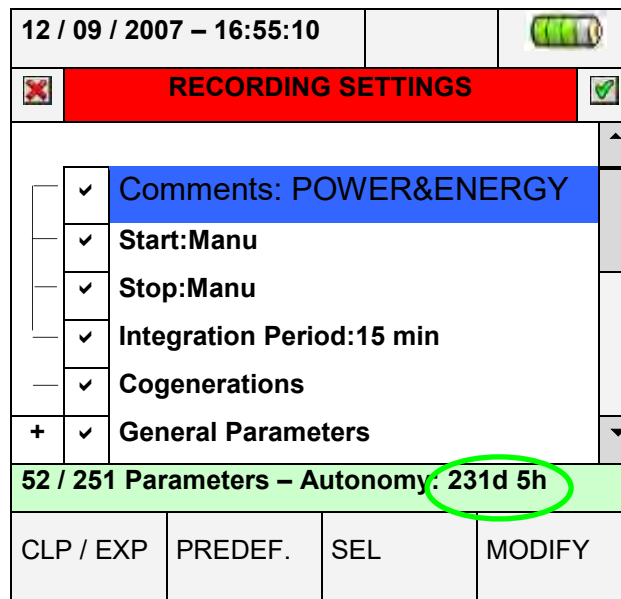 12 / 09 / 2007 – 16:55:10
RECORDING SETTINGS
Comments: POWER&ENERGY
Start:Manu
Stop:Manu
Integration Period:15 min
Cogenerations
+ General Parameters
52 / 251 Parameters – Autonomy: 231d 5h
CLP / EXP PREDEF. SEL MODIFY